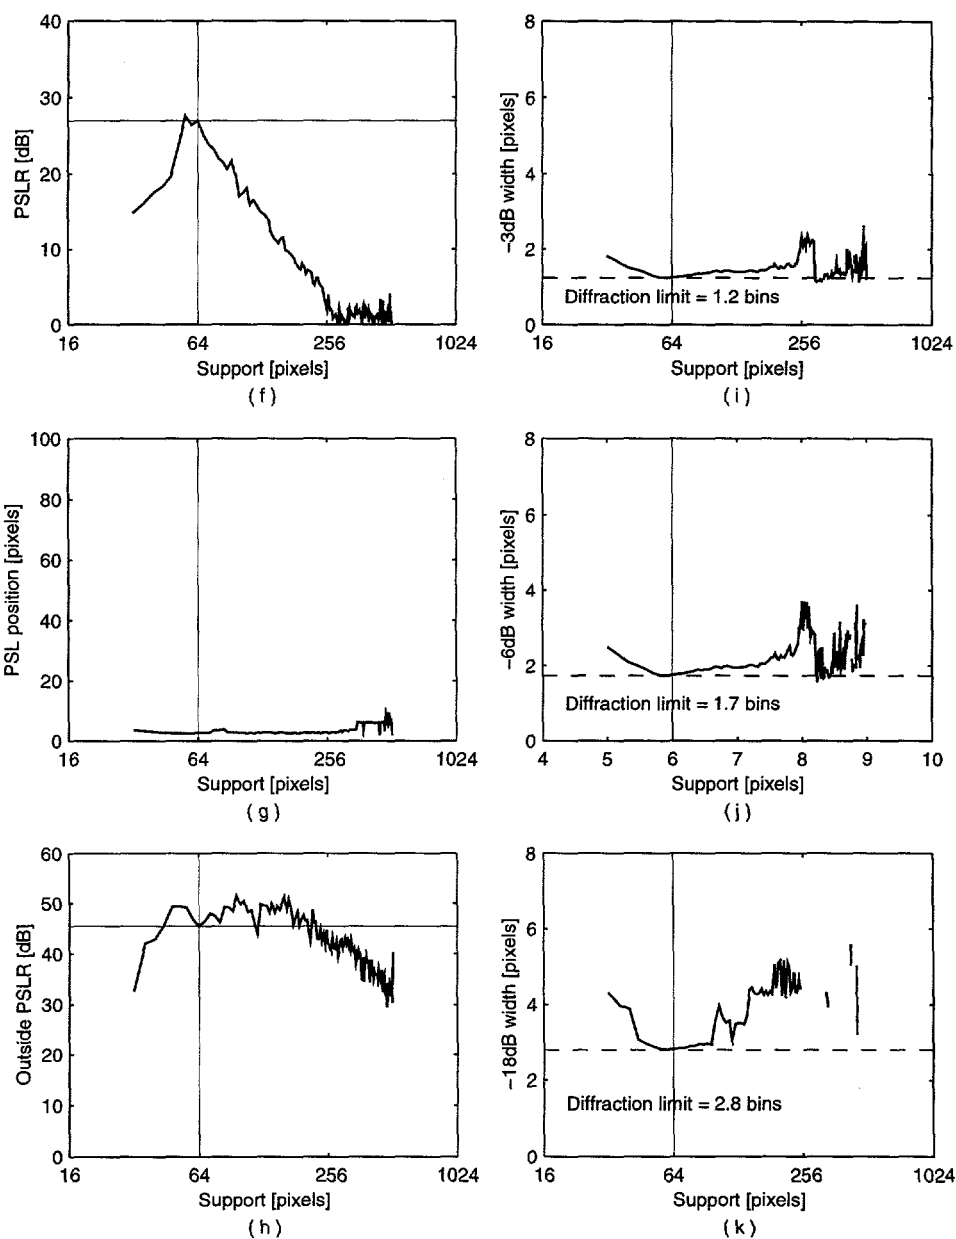 40
30
20
10
0
PSLR [dB]
16 64 256 1024
Support [pixels]
(f)
8
6
4
2
0
−3dB width [pixels]
Diffraction limit = 1.2 bins
16 64 256 1024
Support [pixels]
(i)
100
80
60
40
20
0
PSL position [pixels]
16 64 256 1024
Support [pixels]
(g)
8
6
4
2
0
−6dB width [pixels]
Diffraction limit = 1.7 bins
4 5 6 7 8 9 10
Support [pixels]
(j)
60
50
40
30
20
10
0
Outside PSLR [dB]
16 64 256 1024
Support [pixels]
(h)
8
6
4
2
0
−18dB width [pixels]
Diffraction limit = 2.8 bins
16 64 256 1024
Support [pixels]
(k)